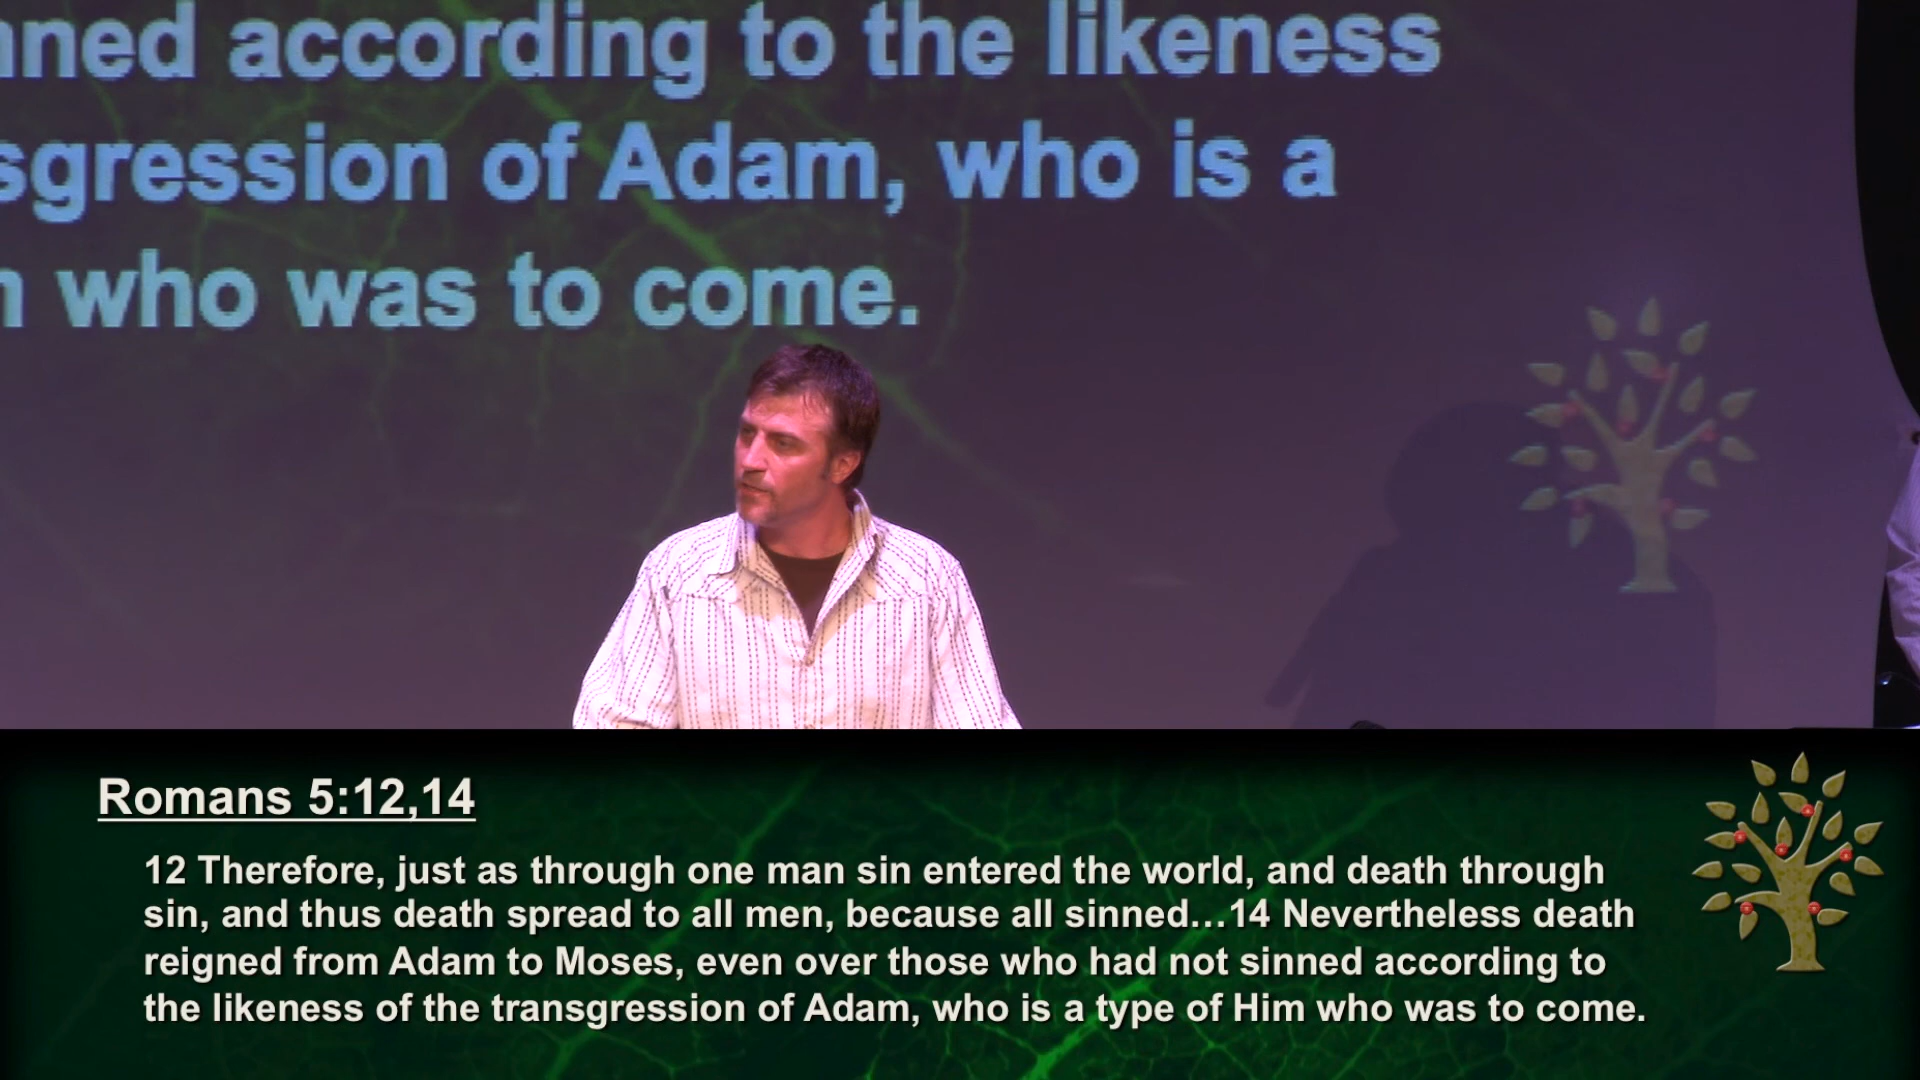 nned according to the likeness
sgression of Adam, who is a
who was to come.
Romans 5:12,14
12 Therefore, just as through one man sin entered the world, and death through
sin, and thus death spread to all men, because all sinned...14 Nevertheless death
reigned from Adam to Moses, even over those who had not sinned according to
the likeness of the transgression of Adam, who is a type of Him who was to come.